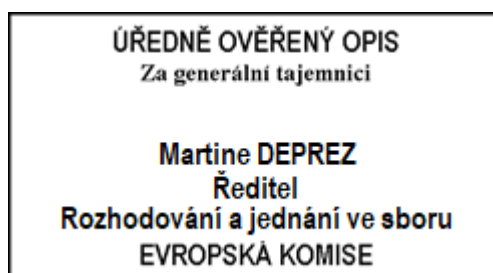 ÚŘEDNĚ OVĚŘENÝ OPIS
Za generální tajemnici
Martine DEPREZ
Ředitel
Rozhodování a jednání ve sboru
EVROPSKÁ KOMISE